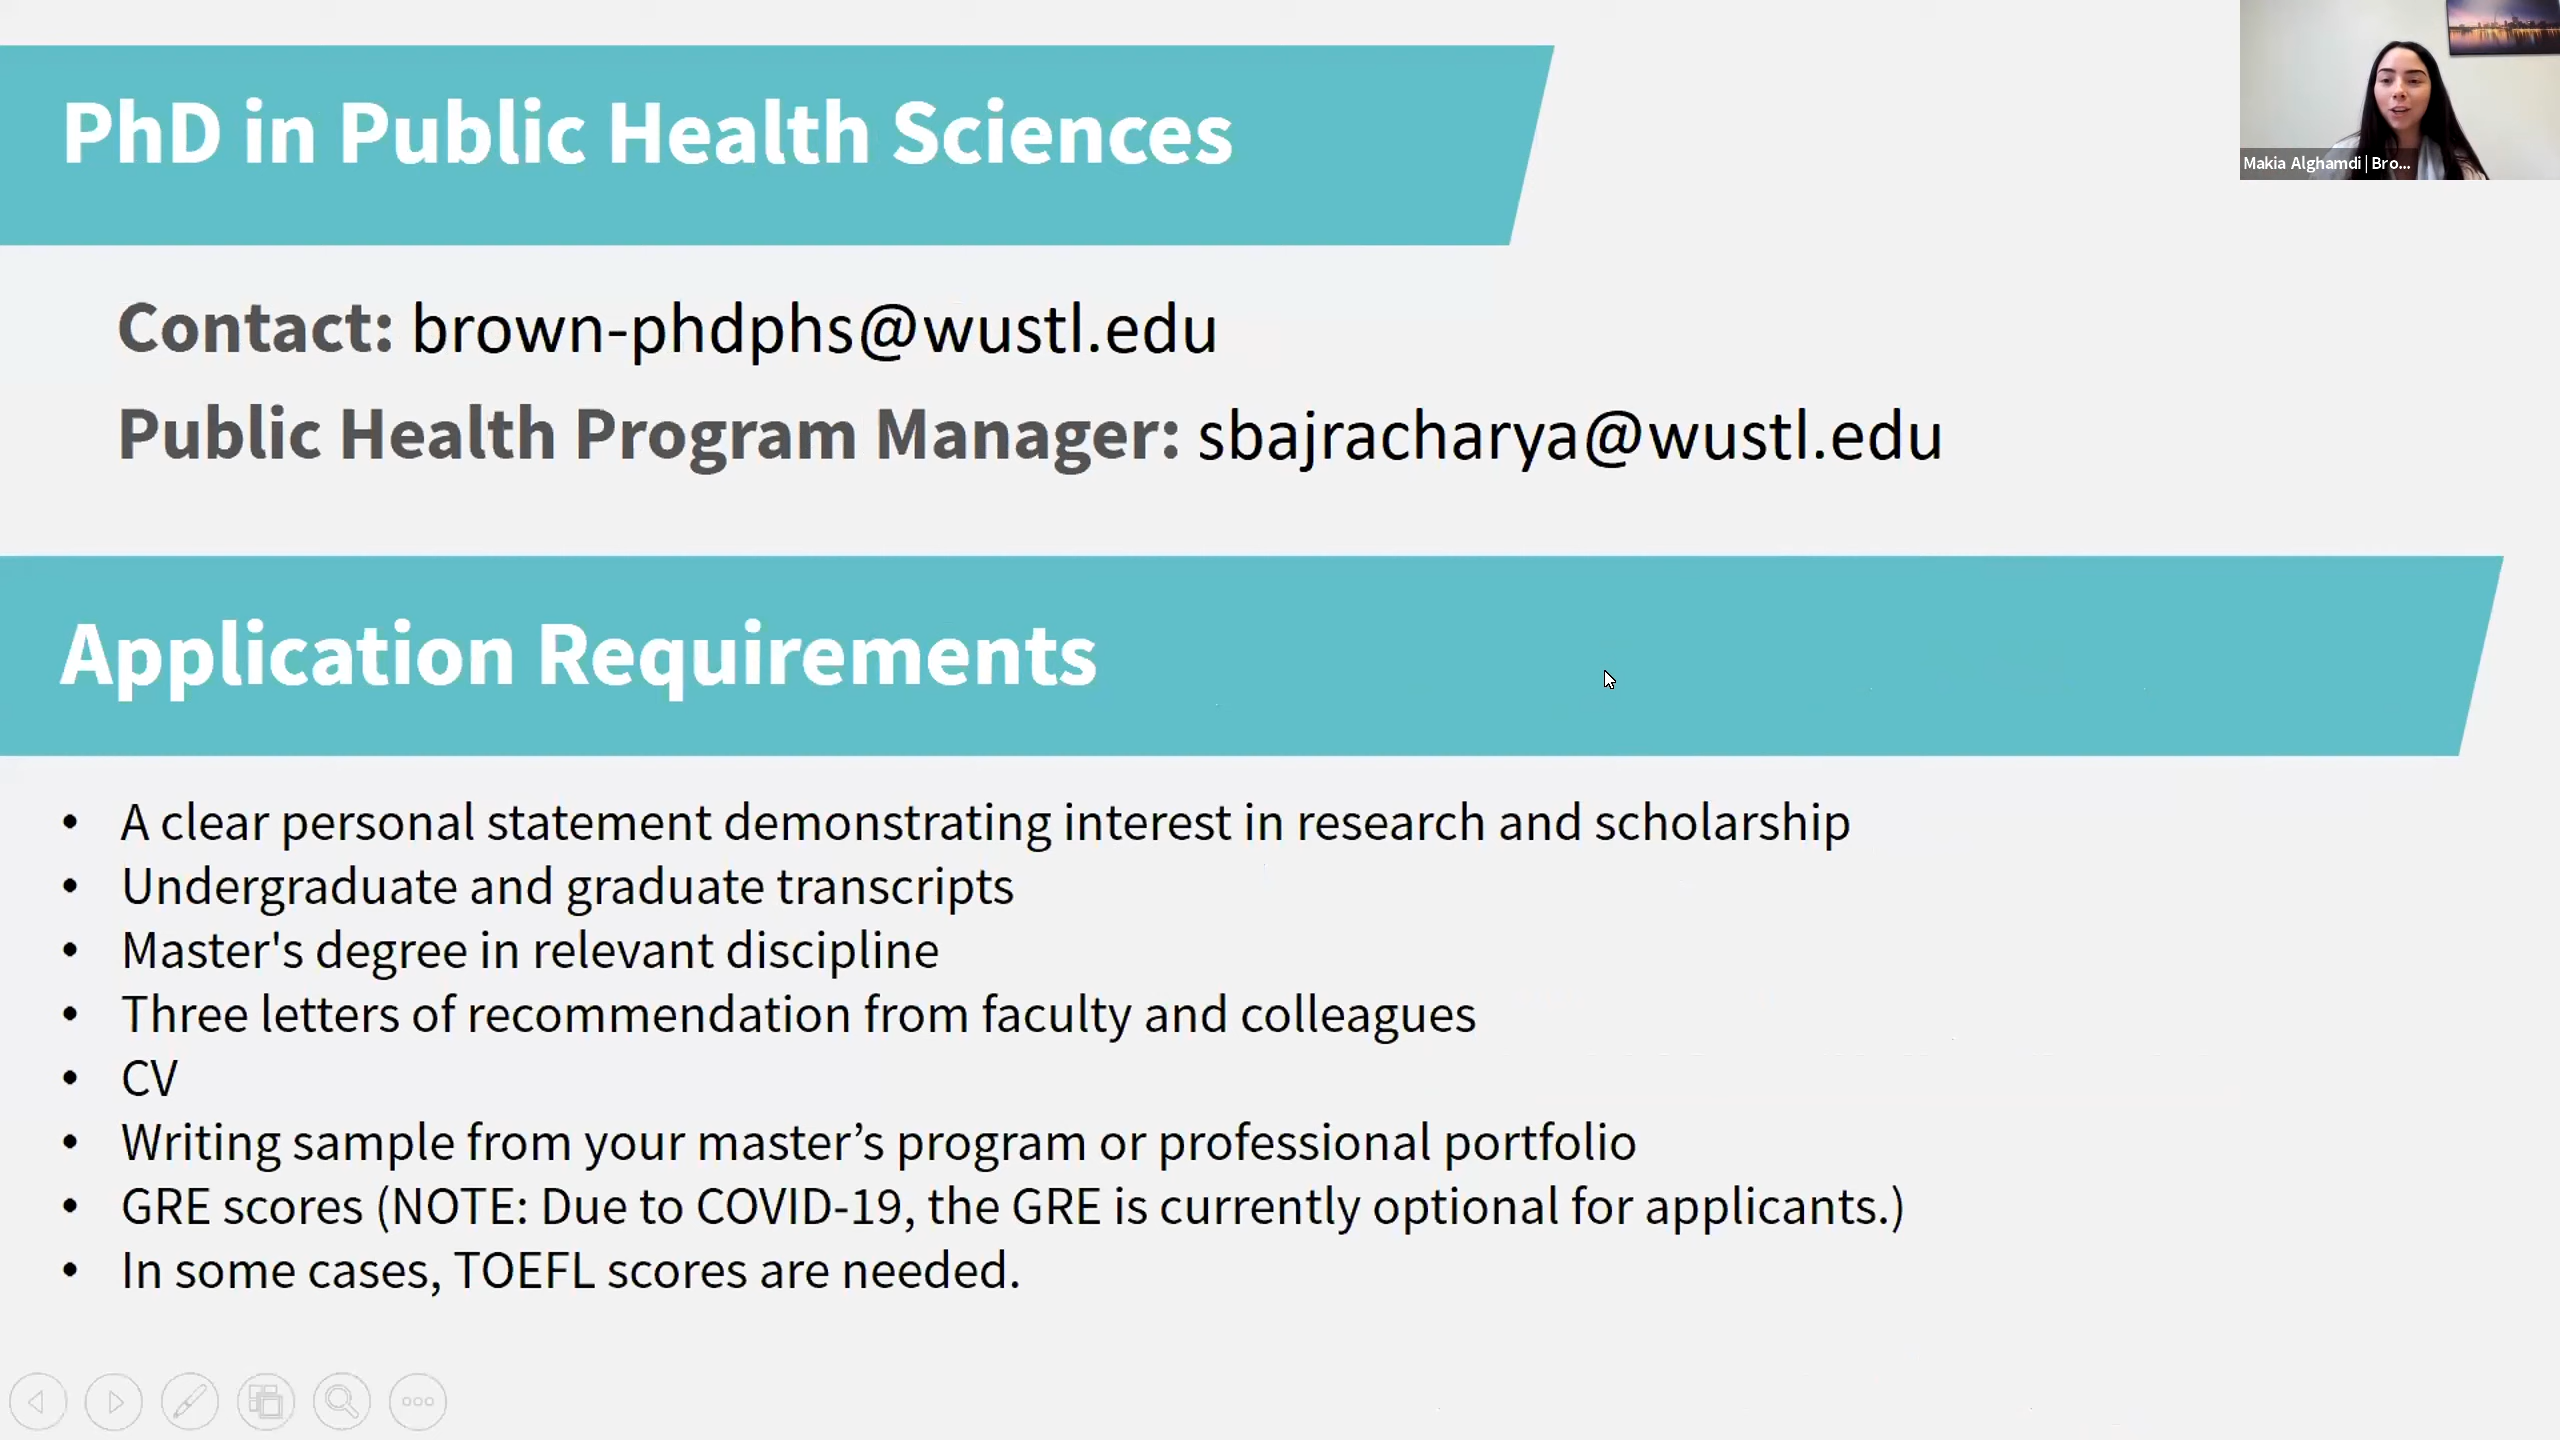 PhD in Public Health Sciences
Makia Alghamdi | Bro...
Contact: brown-phdphs@wustl.edu
Public Health Program Manager: sbajracharya@wustl.edu
Application Requirements
• A clear personal statement demonstrating interest in research and scholarship
• Undergraduate and graduate transcripts
• Master's degree in relevant discipline
• Three letters of recommendation from faculty and colleagues
• CV
• Writing sample from your master’s program or professional portfolio
• GRE scores (NOTE: Due to COVID-19, the GRE is currently optional for applicants.)
• In some cases, TOEFL scores are needed.